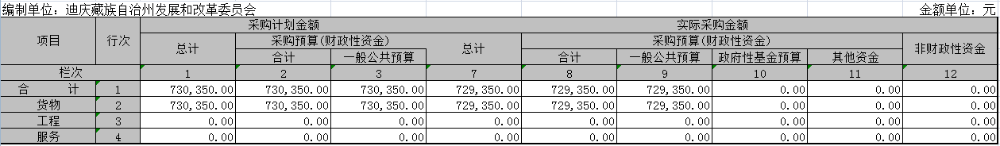 编制单位：迪庆藏族自治州发展和改革委员会 金额单位：元
项目 行次 采购计划金额 实际采购金额
总计 采购预算(财政性资金) 总计 采购预算(财政性资金) 非财政性资金
合计 一般公共预算 合计 一般公共预算 政府性基金预算 其他资金
栏次 1 2 3 7 8 9 10 11 12
合 计 1 730,350.00 730,350.00 730,350.00 729,350.00 729,350.00 729,350.00 0.00 0.00 0.00
货物 2 730,350.00 730,350.00 730,350.00 729,350.00 729,350.00 729,350.00 0.00 0.00 0.00
工程 3 0.00 0.00 0.00 0.00 0.00 0.00 0.00 0.00 0.00
服务 4 0.00 0.00 0.00 0.00 0.00 0.00 0.00 0.00 0.00